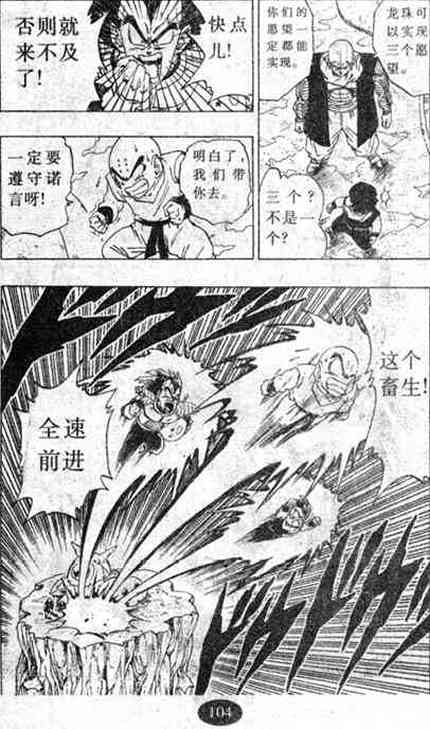 龙珠可
以实现
三个愿
望。
你们的
愿望一
定都能
实现。
三个？
不是一
个？
快点
儿!
否则就
来不及
了!
明白了，
我们带
你去。
一定要
遵守诺
言呀!
这个
畜生!
全速
前进
104